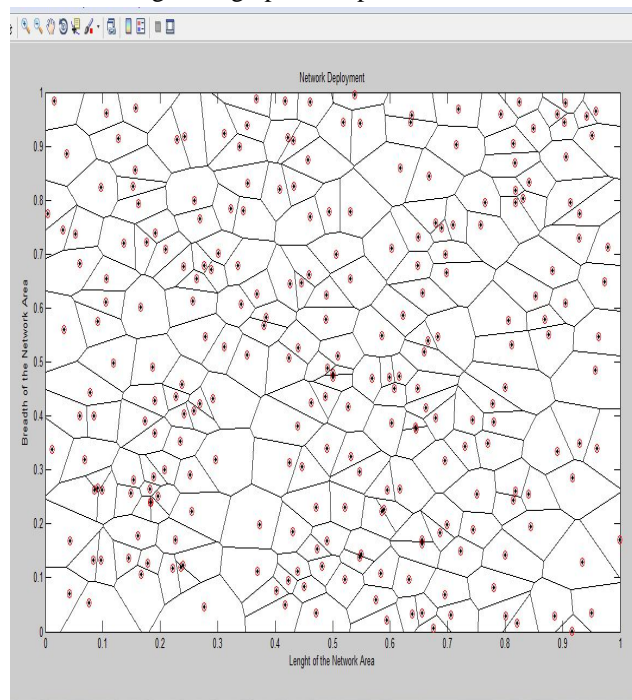 Network Deployment
1
0.9
0.8
0.7
0.6
0.5
0.4
0.3
0.2
0.1
0
Breadth of the Network Area
0 0.1 0.2 0.3 0.4 0.5 0.6 0.7 0.8 0.9 1
Lenght of the Network Area